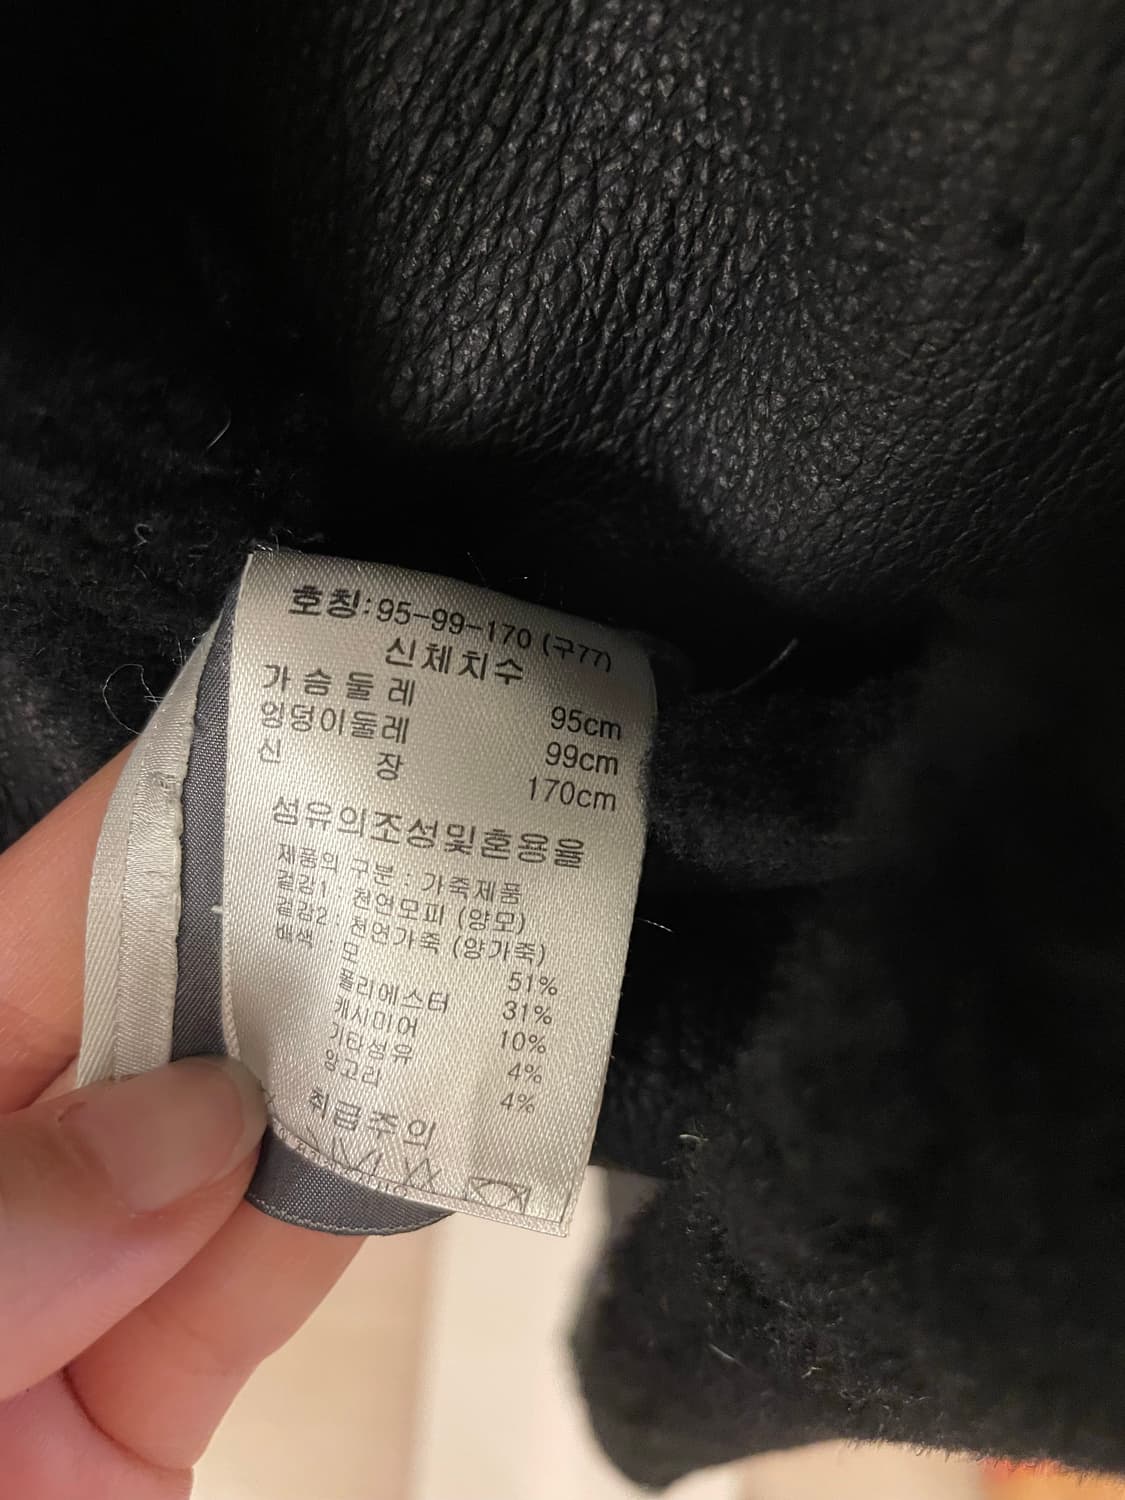 호칭:95-99-170 (구77)
신체치수
가슴둘레 95cm
엉덩이둘레 99cm
신 장 170cm
섬유의조성및혼용율
제품의 구분 : 가죽제품
겉감1 : 천연모피 (양모)
겉감2 : 천연가죽 (양가죽)
배색 : 모 51%
폴리에스터 31%
캐시미어 10%
기타섬유 4%
앙고라 4%
취급주의